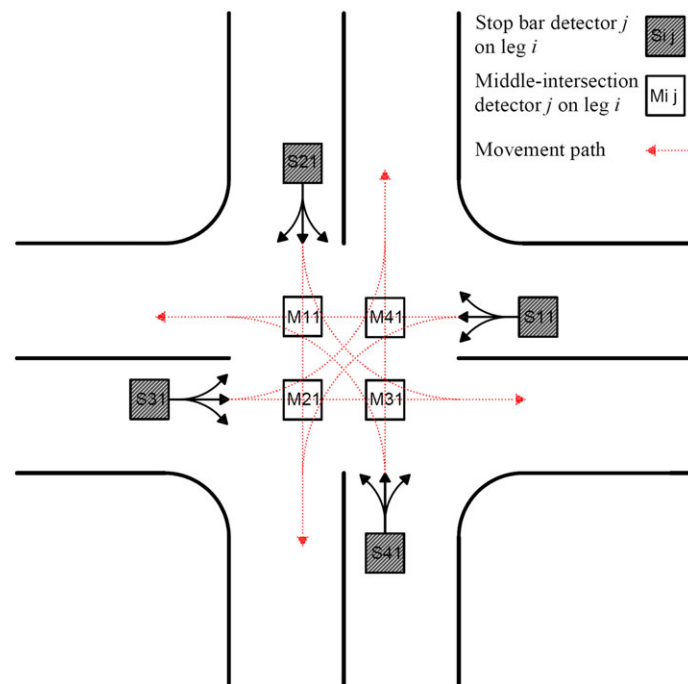 Stop bar detector j
on leg i
Si j
Middle-intersection
detector j on leg i
Mi j
Movement path
S21
M11
M41
S11
S31
M21
M31
S41